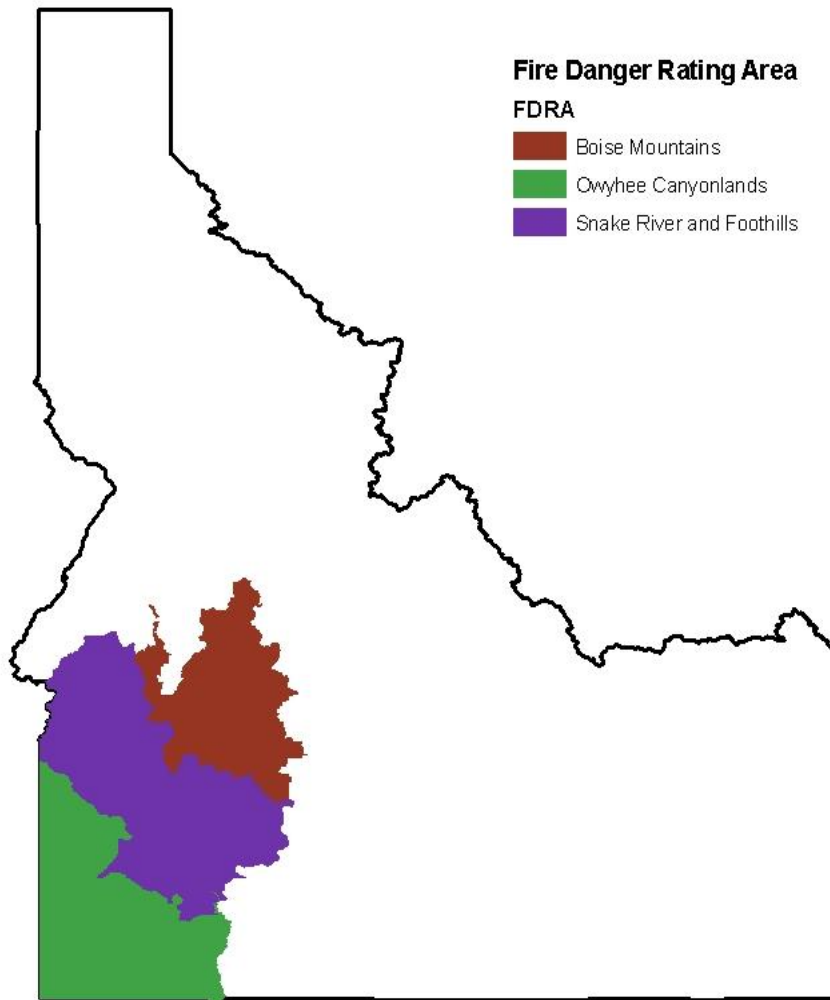 Fire Danger Rating Area
FDRA
Boise Mountains
Owyhee Canyonlands
Snake River and Foothills